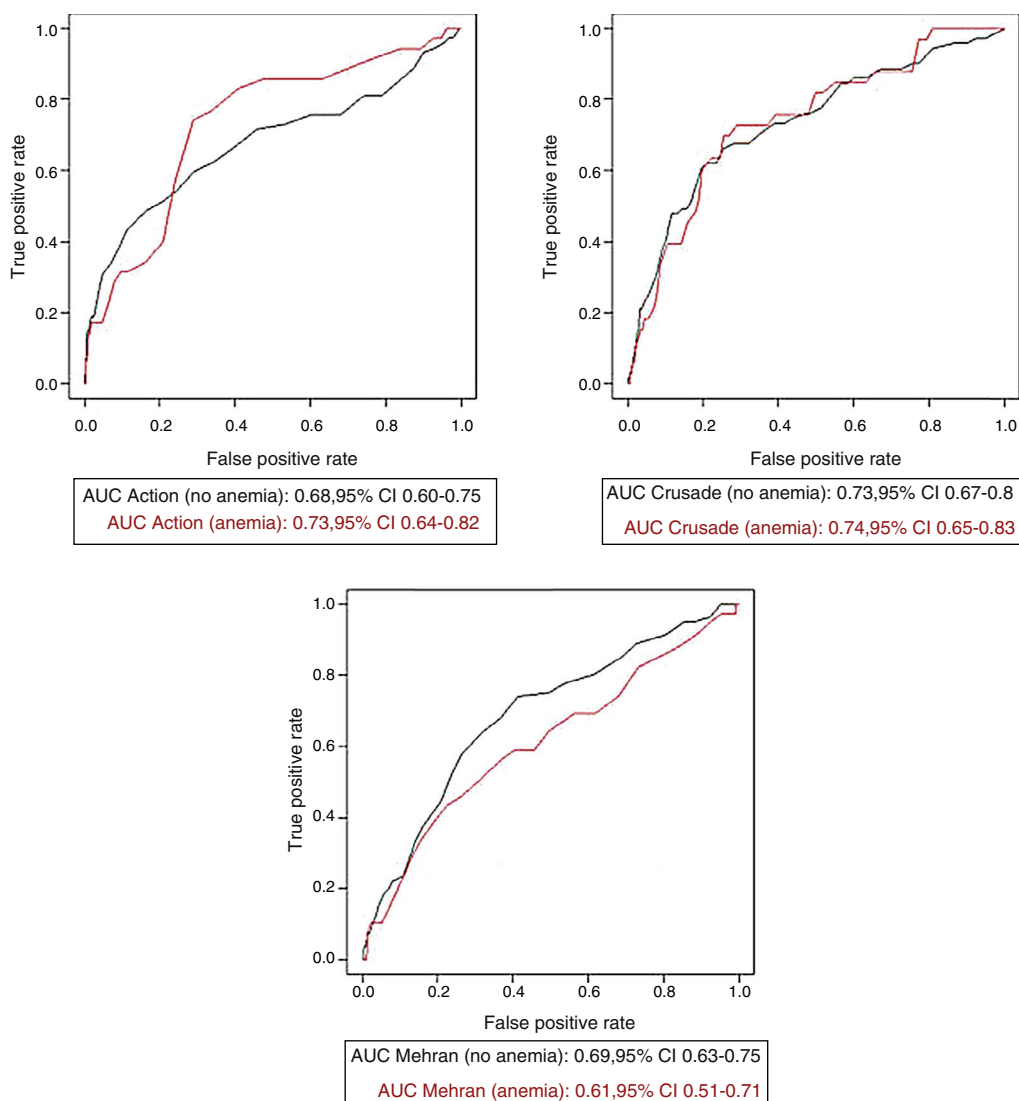 1.0
0.8
0.6
0.4
0.2
0.0
True positive rate
0.0 0.2 0.4 0.6 0.8 1.0
False positive rate
AUC Action (no anemia): 0.68,95% CI 0.60-0.75
AUC Action (anemia): 0.73,95% CI 0.64-0.82
1.0
0.8
0.6
0.4
0.2
0.0
True positive rate
0.0 0.2 0.4 0.6 0.8 1.0
False positive rate
AUC Crusade (no anemia): 0.73,95% CI 0.67-0.8
AUC Crusade (anemia): 0.74,95% CI 0.65-0.83
1.0
0.8
0.6
0.4
0.2
0.0
True positive rate
0.0 0.2 0.4 0.6 0.8 1.0
False positive rate
AUC Mehran (no anemia): 0.69,95% CI 0.63-0.75
AUC Mehran (anemia): 0.61,95% CI 0.51-0.71